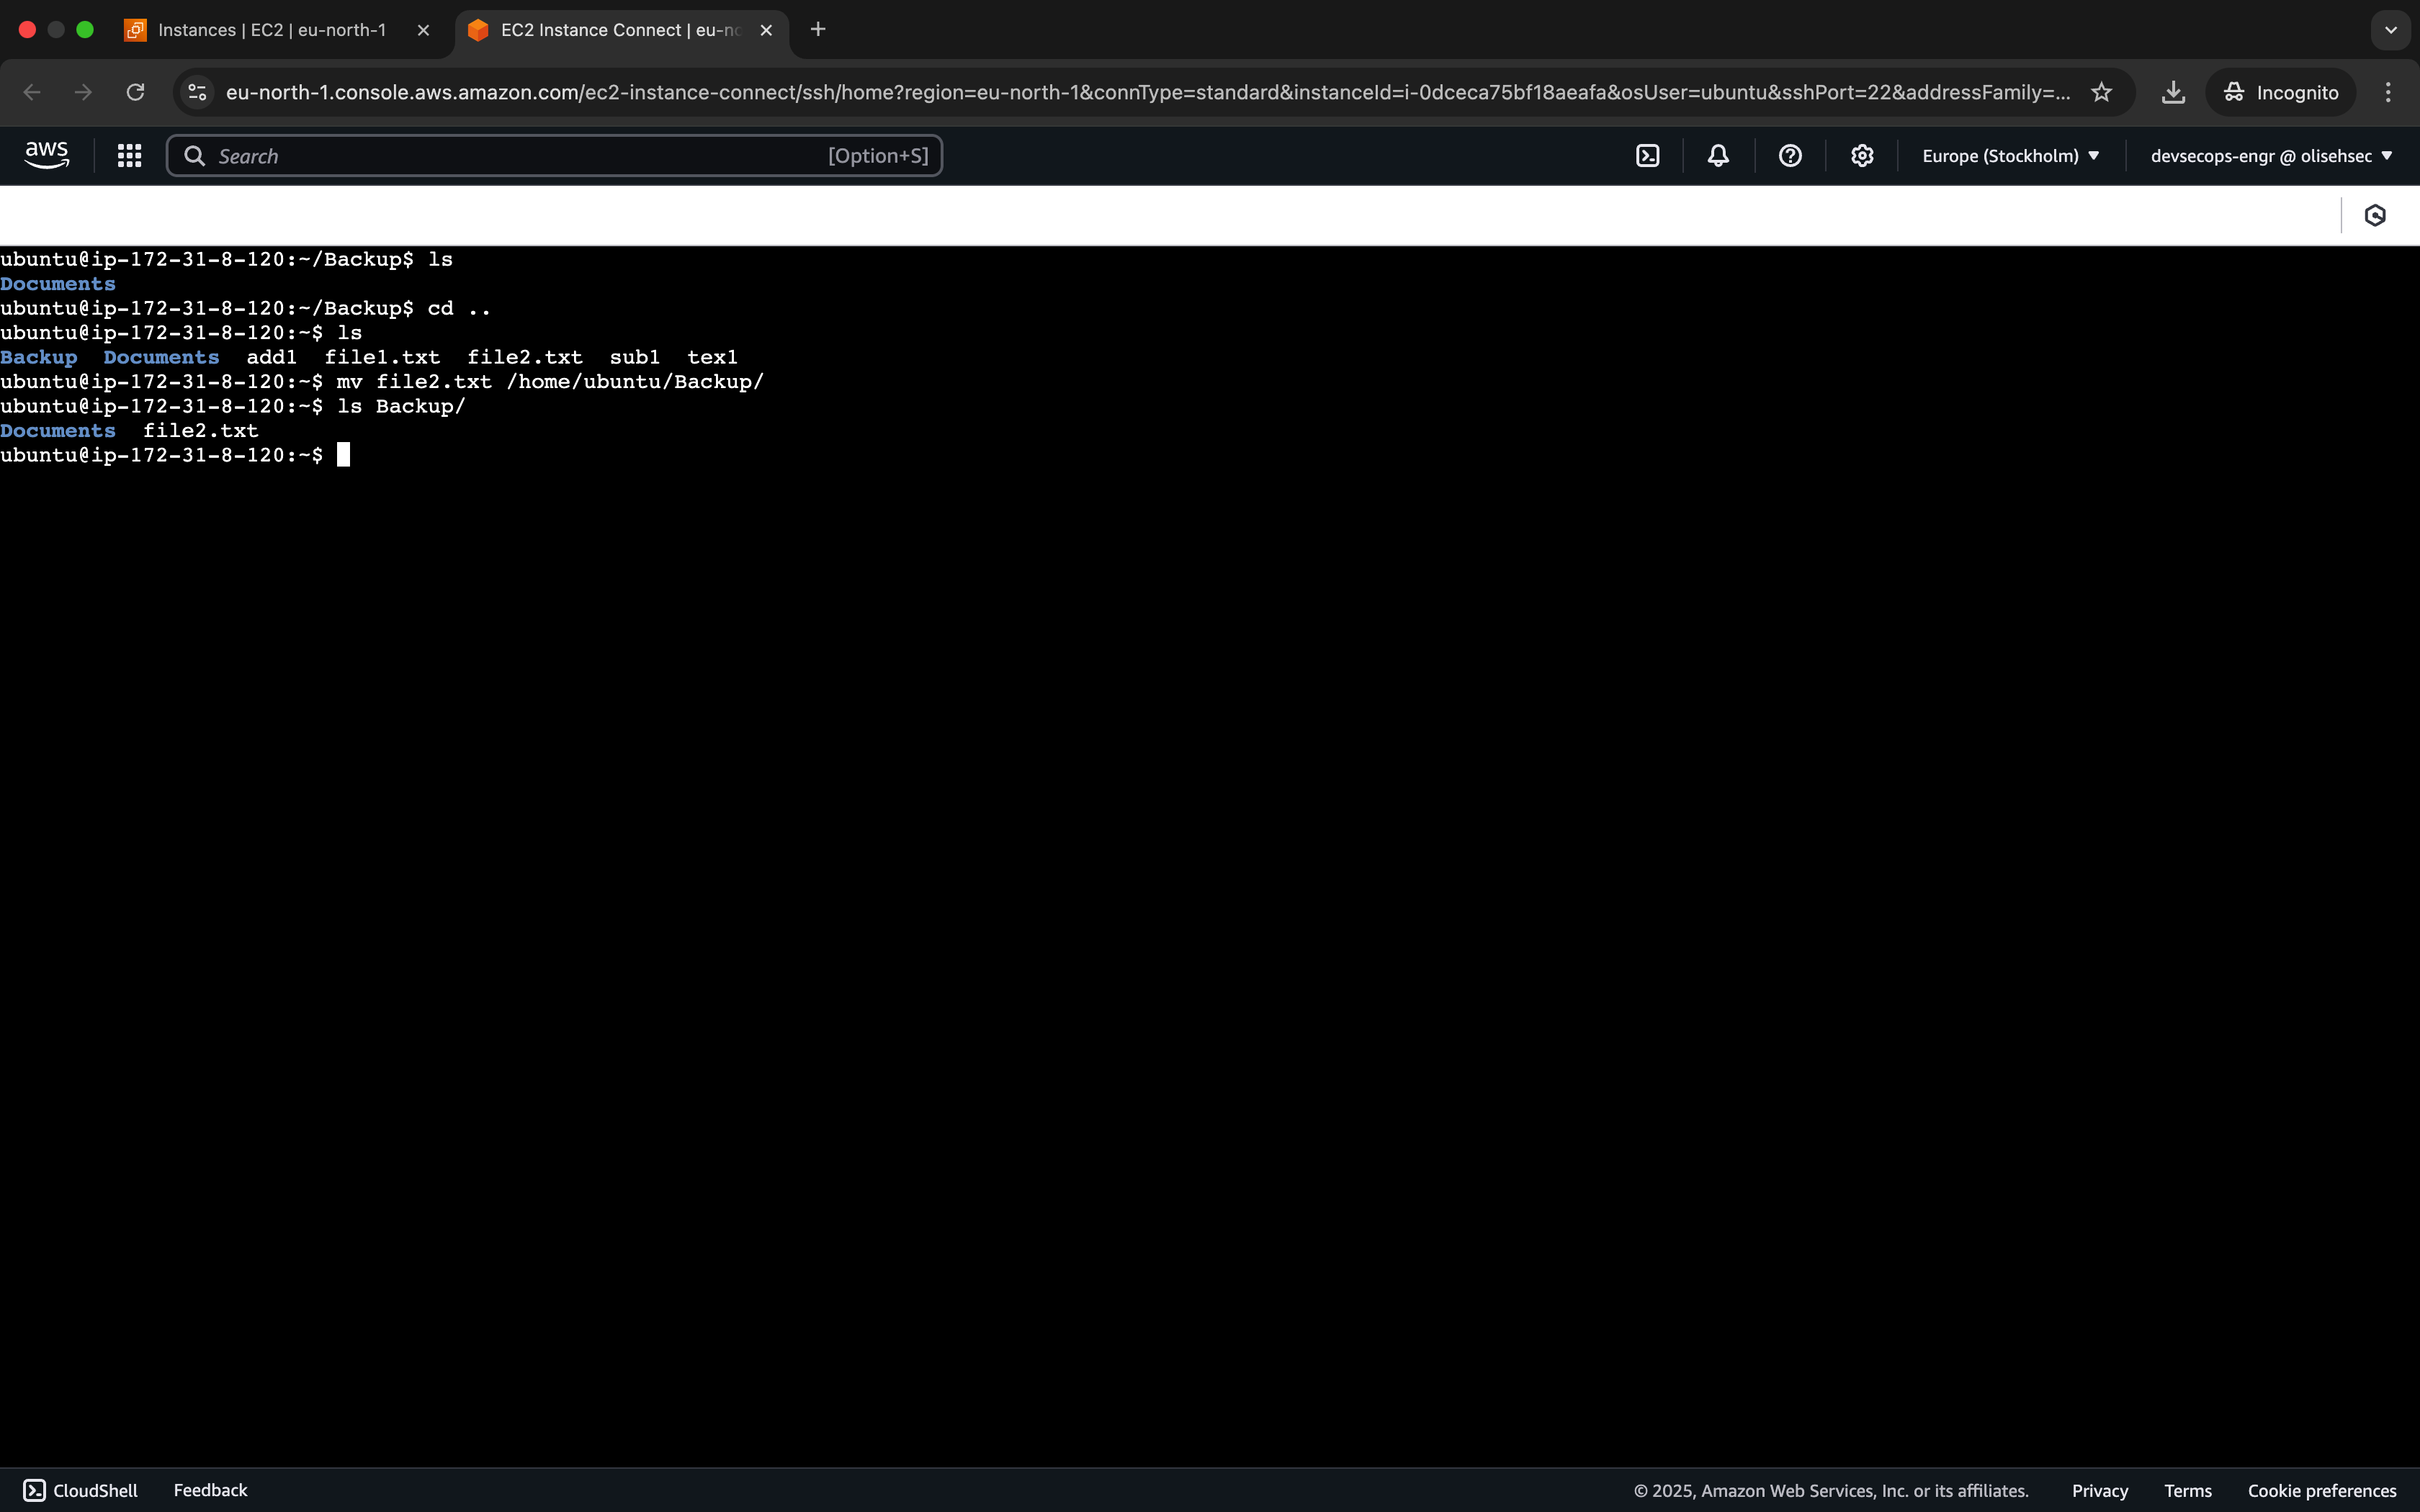 Instances | EC2 | eu-north-1
EC2 Instance Connect | eu-no
eu-north-1.console.aws.amazon.com/ec2-instance-connect/ssh/home?region=eu-north-1&connType=standard&instanceId=i-0dceca75bf18aeafa&osUser=ubuntu&sshPort=22&addressFamily=...
Incognito
aws
Search
[Option+S]
Europe (Stockholm)
devsecops-engr @ olisehsec
ubuntu@ip-172-31-8-120:~/Backup$ ls
Documents
ubuntu@ip-172-31-8-120:~/Backup$ cd ..
ubuntu@ip-172-31-8-120:~$ ls
Backup  Documents  add1  file1.txt  file2.txt  sub1  tex1
ubuntu@ip-172-31-8-120:~$ mv file2.txt /home/ubuntu/Backup/
ubuntu@ip-172-31-8-120:~$ ls Backup/
Documents  file2.txt
ubuntu@ip-172-31-8-120:~$
CloudShell
Feedback
© 2025, Amazon Web Services, Inc. or its affiliates.
Privacy
Terms
Cookie preferences